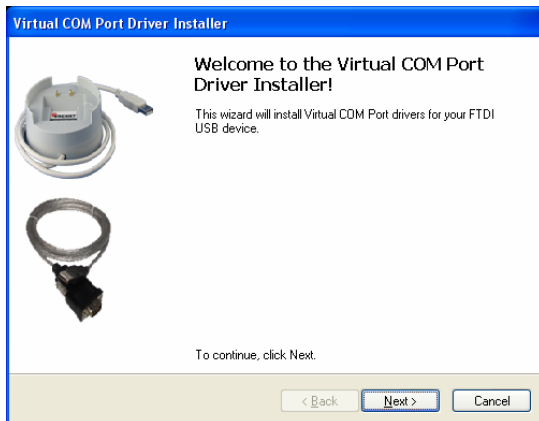 Virtual COM Port Driver Installer
Welcome to the Virtual COM Port
Driver Installer!
This wizard will install Virtual COM Port drivers for your FTDI
USB device.
To continue, click Next.
< Back
Next >
Cancel